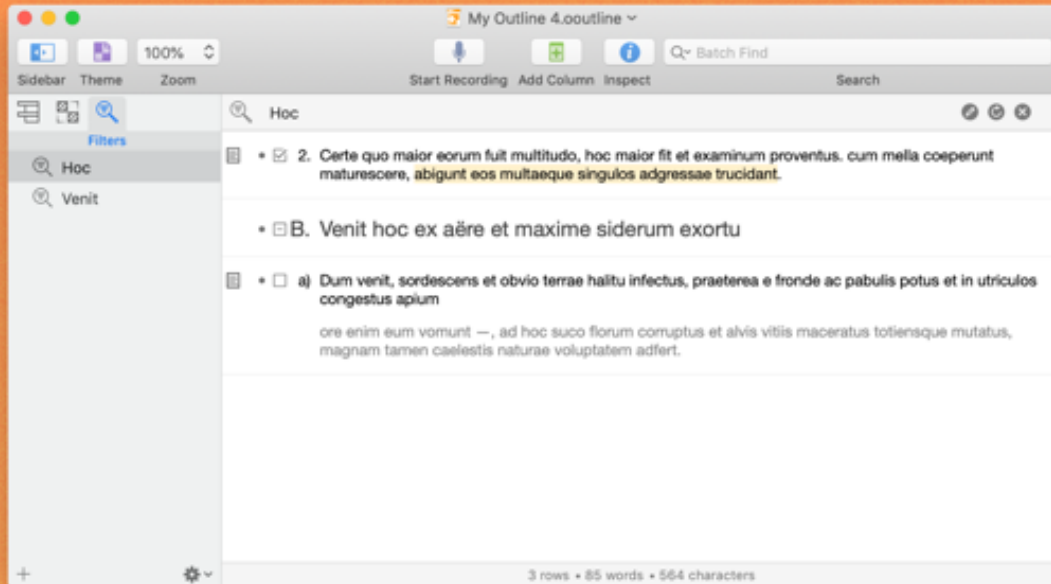 My Outline 4.ooutline
100%
Batch Find
Sidebar Theme Zoom Start Recording Add Column Inspect Search
Filters
Hoc
Venit
Hoc
2. Certe quo maior eorum fuit multitudo, hoc maior fit et examinum proventus. cum mella coeperunt
maturescere, abigunt eos multaeque singulos adgressae trucidant.
B. Venit hoc ex aëre et maxime siderum exortu
a) Dum venit, sordescens et obvio terrae halitu infectus, praeterea e fronde ac pabulis potus et in utriculos
congestus apium
ore enim eum vomunt —, ad hoc suco florum corruptus et alvis vitiis maceratus totiensque mutatus,
magnam tamen caelestis naturae voluptatem adfert.
3 rows • 85 words • 564 characters